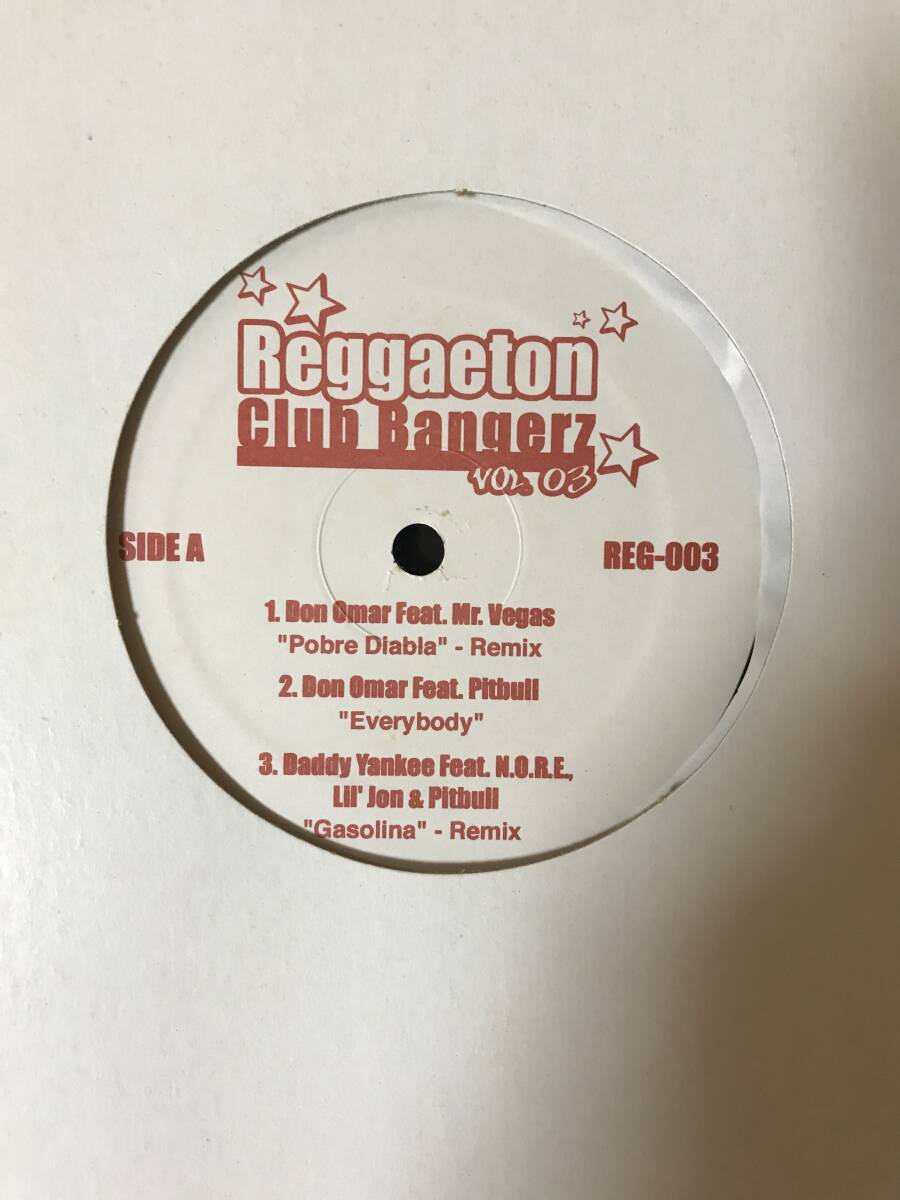 Reggaeton
Club Bangerz
VOL. 03
SIDE A
REG-003
1. Don Omar Feat. Mr. Vegas
"Pobre Diabla" - Remix
2. Don Omar Feat. Pitbull
"Everybody"
3. Daddy Yankee Feat. N.O.R.E.,
Lil' Jon & Pitbull
"Gasolina" - Remix